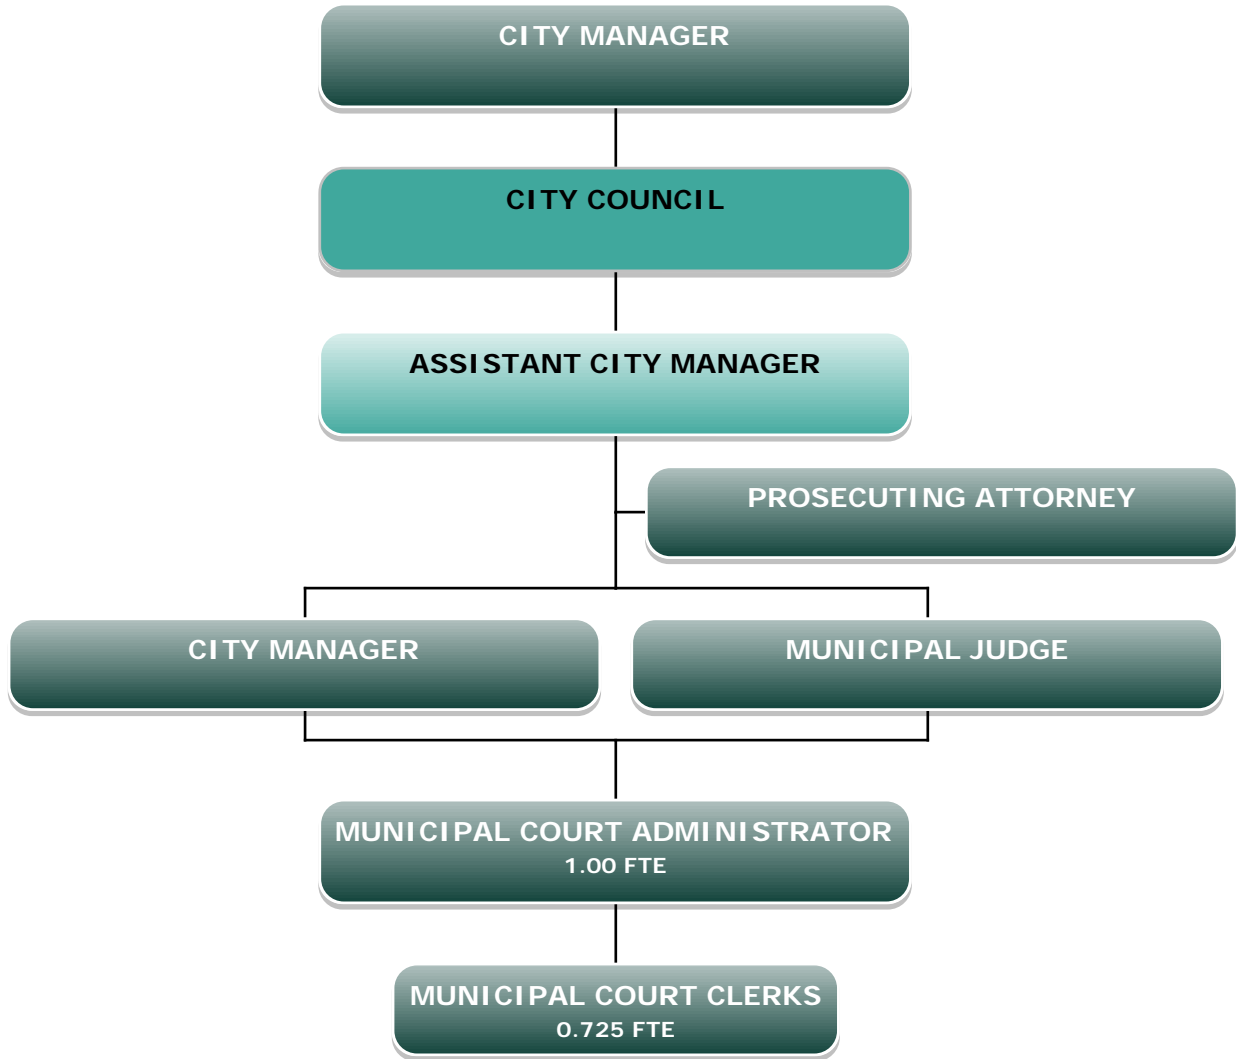 CITY MANAGER
CITY COUNCIL
ASSISTANT CITY MANAGER
PROSECUTING ATTORNEY
CITY MANAGER
MUNICIPAL JUDGE
MUNICIPAL COURT ADMINISTRATOR
1.00 FTE
MUNICIPAL COURT CLERKS
0.725 FTE